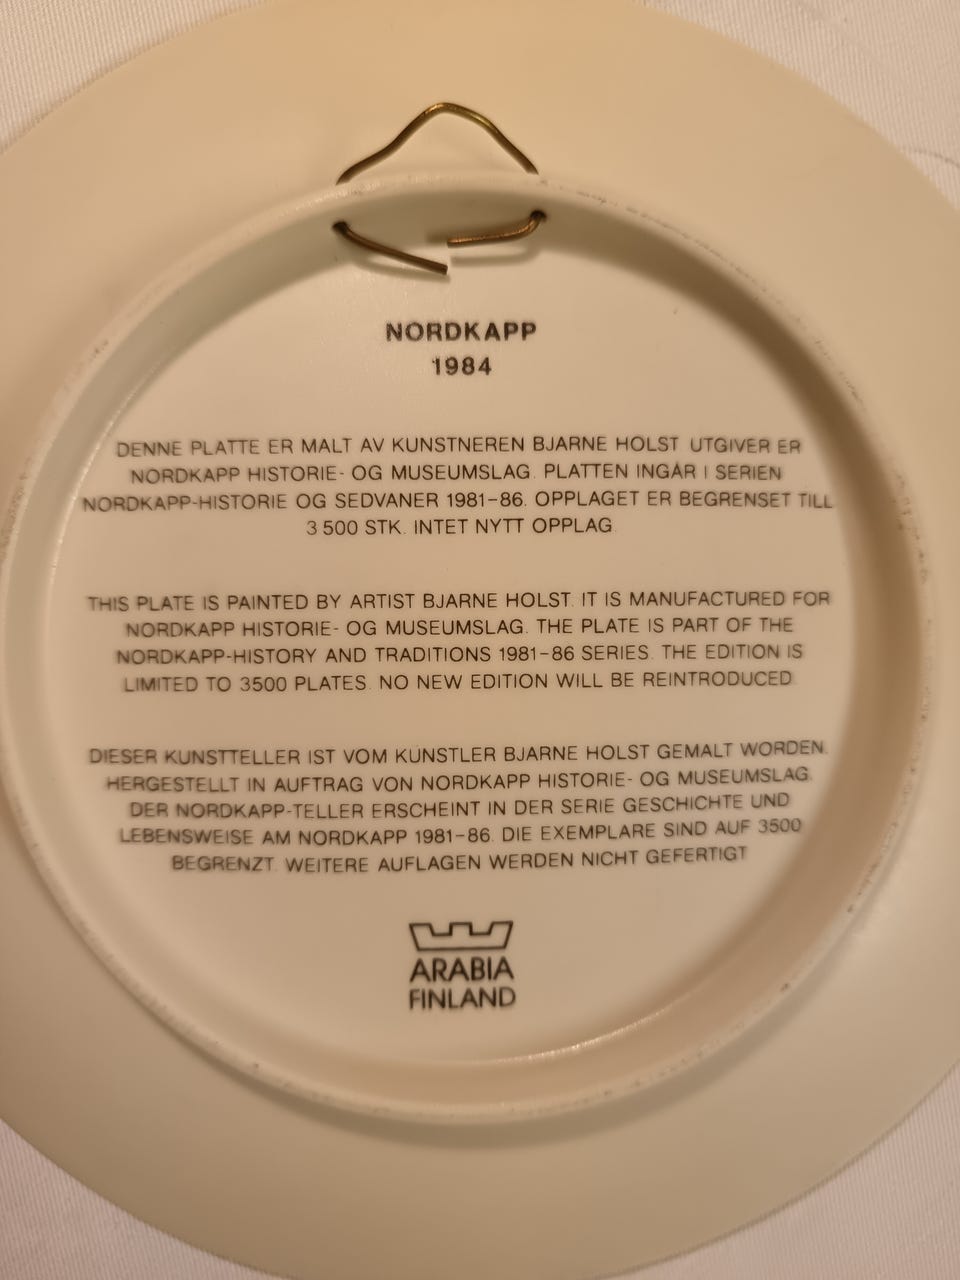 NORDKAPP
1984
DENNE PLATTE ER MALT AV KUNSTNEREN BJARNE HOLST UTGIVER ER
NORDKAPP HISTORIE- OG MUSEUMSLAG. PLATTEN INGÅR I SERIEN
NORDKAPP-HISTORIE OG SEDVANER 1981-86. OPPLAGET ER BEGRENSET TILL
3 500 STK. INTET NYTT OPPLAG.
THIS PLATE IS PAINTED BY ARTIST BJARNE HOLST. IT IS MANUFACTURED FOR
NORDKAPP HISTORIE- OG MUSEUMSLAG. THE PLATE IS PART OF THE
NORDKAPP-HISTORY AND TRADITIONS 1981-86 SERIES. THE EDITION IS
LIMITED TO 3500 PLATES. NO NEW EDITION WILL BE REINTRODUCED.
DIESER KUNSTTELLER IST VOM KÜNSTLER BJARNE HOLST GEMALT WORDEN.
HERGESTELLT IN AUFTRAG VON NORDKAPP HISTORIE- OG MUSEUMSLAG.
DER NORDKAPP-TELLER ERSCHEINT IN DER SERIE GESCHICHTE UND
LEBENSWEISE AM NORDKAPP 1981-86. DIE EXEMPLARE SIND AUF 3500
BEGRENZT. WEITERE AUFLAGEN WERDEN NICHT GEFERTIGT
ARABIA
FINLAND